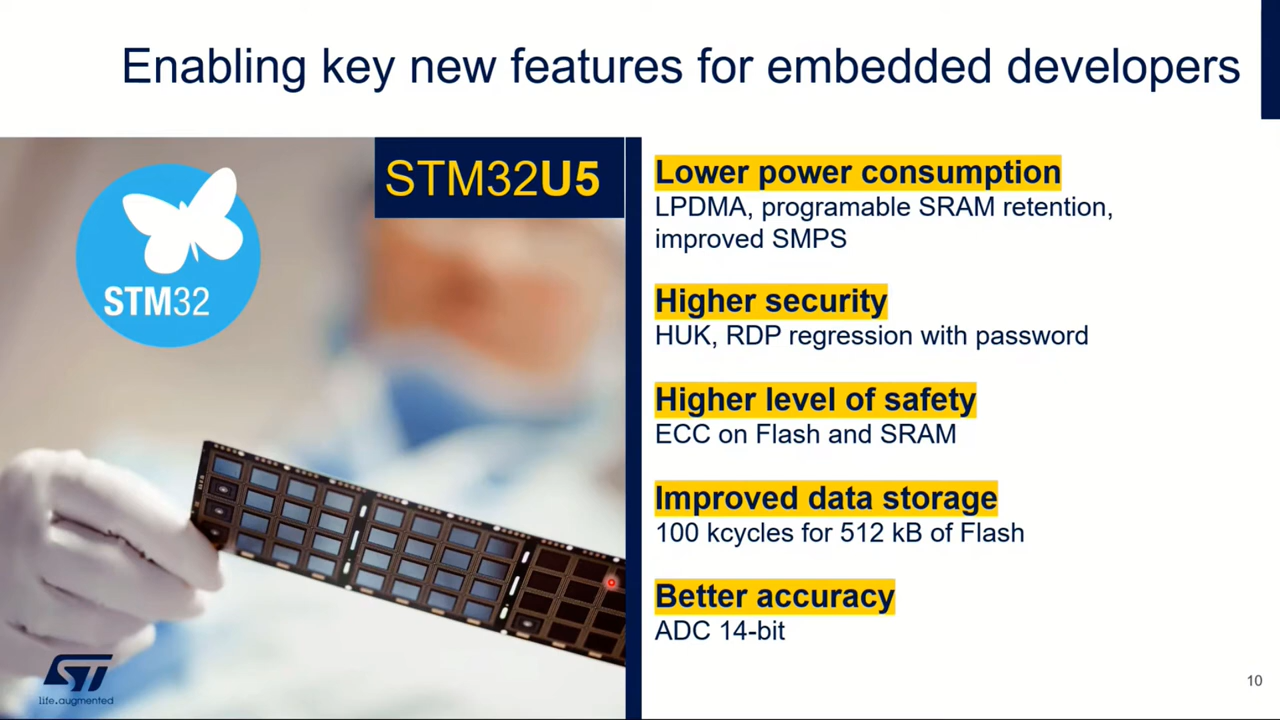 Enabling key new features for embedded developers
STM32U5
STM32
Lower power consumption
LPDMA, programable SRAM retention,
improved SMPS
Higher security
HUK, RDP regression with password
Higher level of safety
ECC on Flash and SRAM
Improved data storage
100 kcycles for 512 kB of Flash
Better accuracy
ADC 14-bit
ST
life.augmented
10